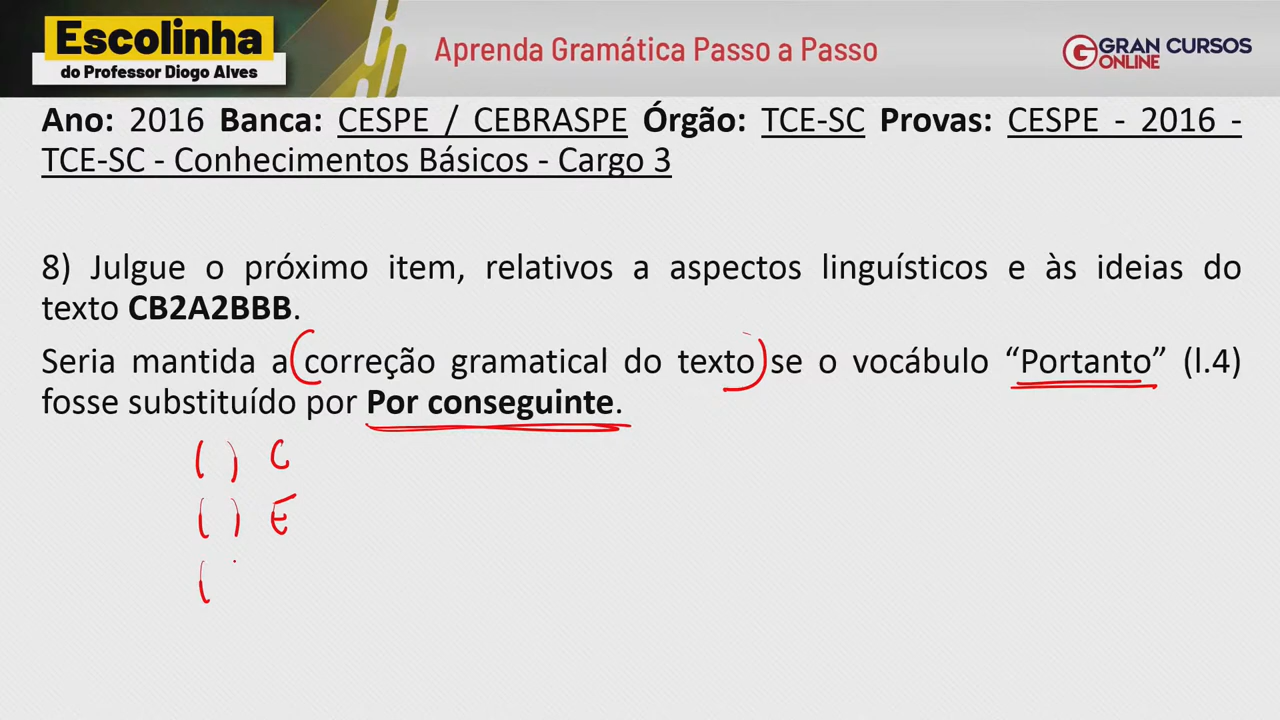 Escolinha
do Professor Diogo Alves
Aprenda Gramática Passo a Passo
GRAN CURSOS
ONLINE
Ano: 2016 Banca: CESPE / CEBRASPE Órgão: TCE-SC Provas: CESPE - 2016 -
TCE-SC - Conhecimentos Básicos - Cargo 3
8) Julgue o próximo item, relativos a aspectos linguísticos e às ideias do
texto CB2A2BBB.
Seria mantida a correção gramatical do texto se o vocábulo “Portanto” (l.4)
fosse substituído por Por conseguinte.
( ) C
( ) E
(